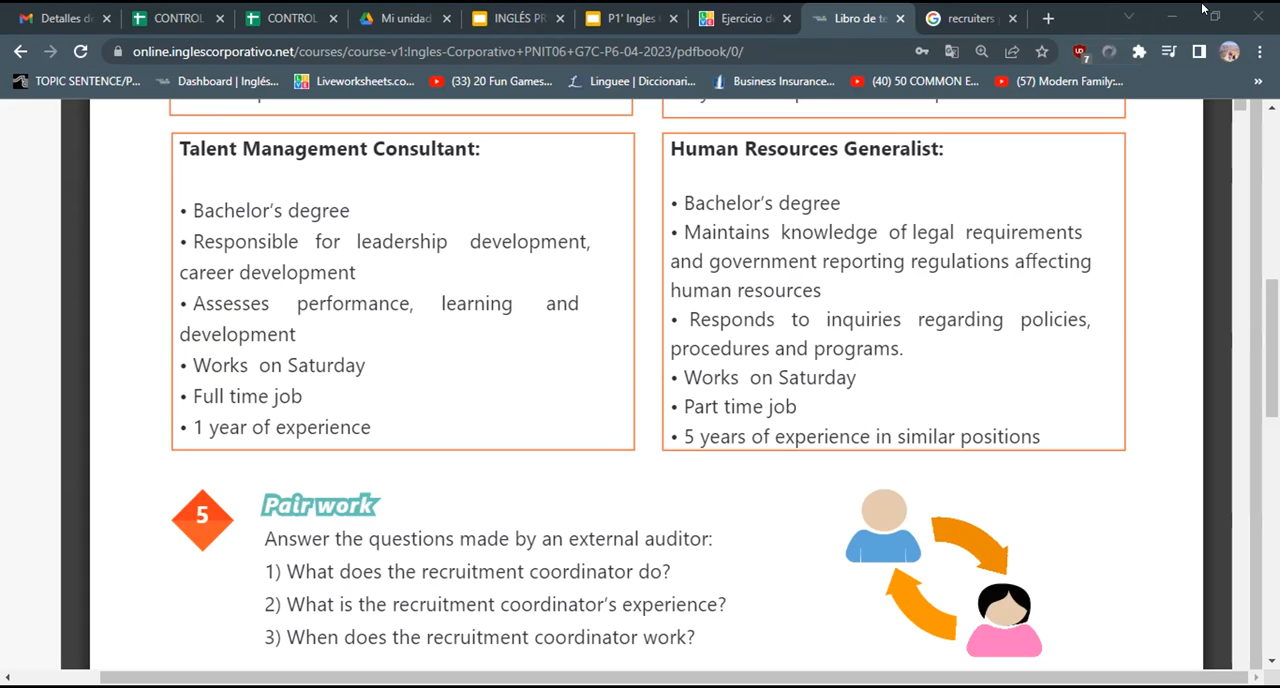 Detalles de
CONTROL
CONTROL
Mi unidad
INGLÉS PR
P1' Ingles
Ejercicio d
Libro de te
recruiters
online.inglescorporativo.net/courses/course-v1:Ingles-Corporativo+PNIT06+G7C-P6-04-2023/pdfbook/0/
7
TOPIC SENTENCE/P...
Dashboard | Inglés...
Liveworksheets.co...
(33) 20 Fun Games...
Linguee | Diccionari...
Business Insurance...
(40) 50 COMMON E...
(57) Modern Family:...
»
Talent Management Consultant:
• Bachelor's degree
• Responsible for leadership development,
career development
• Assesses performance, learning and
development
• Works on Saturday
• Full time job
• 1 year of experience
Human Resources Generalist:
• Bachelor's degree
• Maintains knowledge of legal requirements
and government reporting regulations affecting
human resources
• Responds to inquiries regarding policies,
procedures and programs.
• Works on Saturday
• Part time job
• 5 years of experience in similar positions
5
Pair work
Answer the questions made by an external auditor:
1) What does the recruitment coordinator do?
2) What is the recruitment coordinator's experience?
3) When does the recruitment coordinator work?